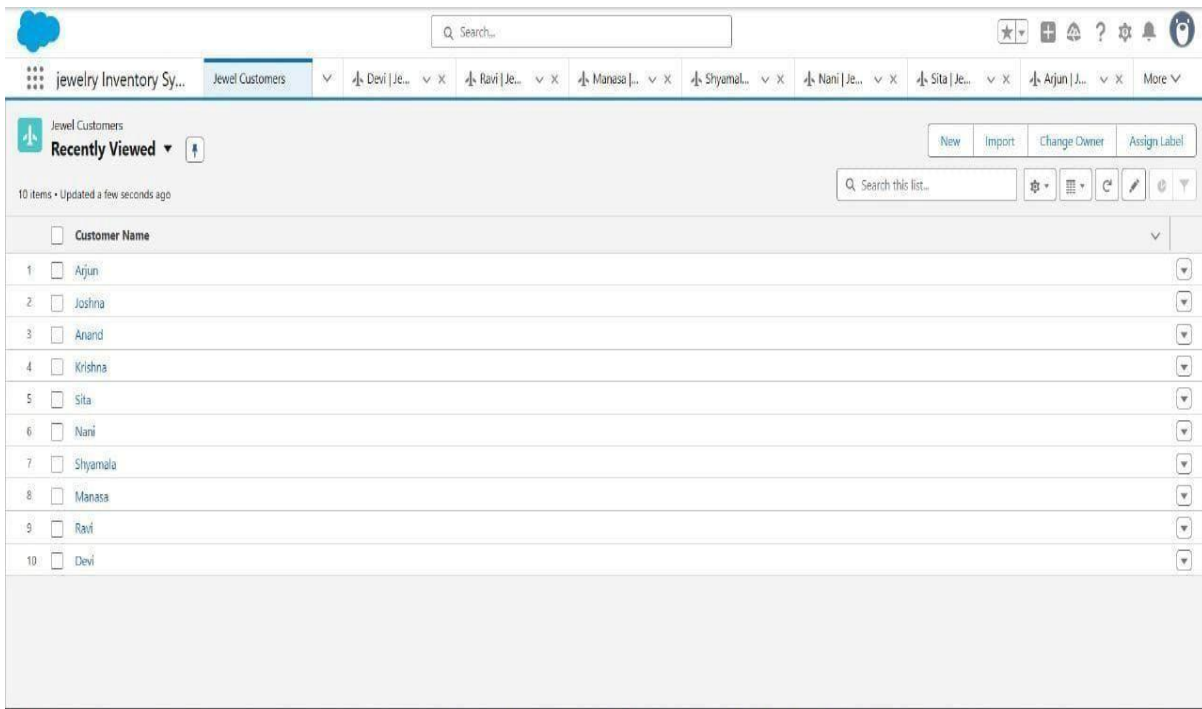 Search...
jewelry Inventory Sy... Jewel Customers Devi | Je... Ravi | Je... Manasa |... Shyamal... Nani | Je... Sita | Je... Arjun | J... More
Jewel Customers
Recently Viewed
New Import Change Owner Assign Label
10 items • Updated a few seconds ago
Search this list...
Customer Name
1 Arjun
2 Joshna
3 Anand
4 Krishna
5 Sita
6 Nani
7 Shyamala
8 Manasa
9 Ravi
10 Devi